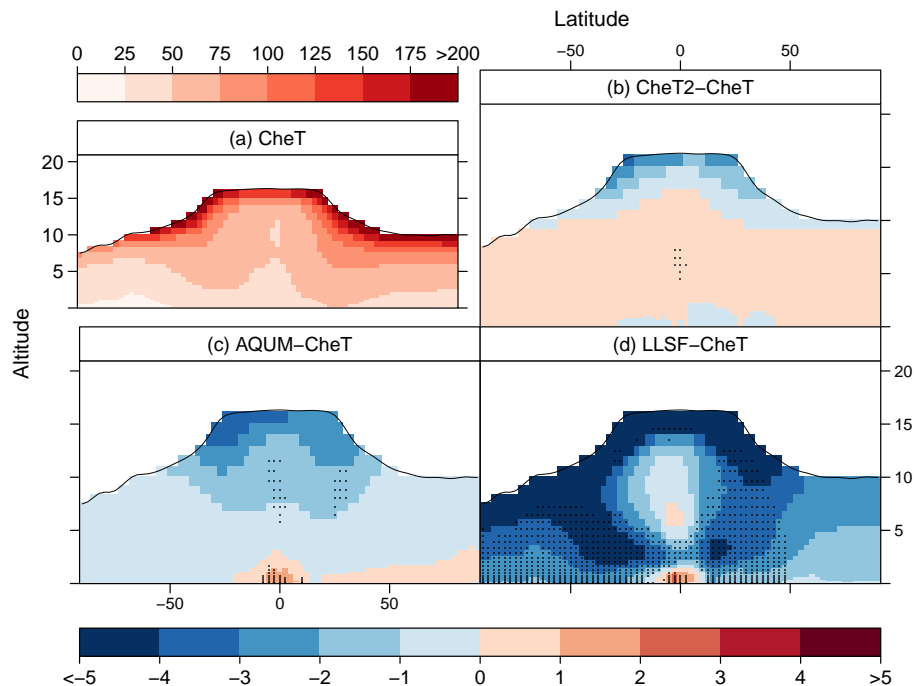 Latitude
0 25 50 75 100 125 150 175 >200
−50 0 50
(b) CheT2−CheT
(a) CheT
20
15
10
5
Altitude
(c) AQUM−CheT
(d) LLSF−CheT
20
15
10
5
−50 0 50
<−5 −4 −3 −2 −1 0 1 2 3 4 >5